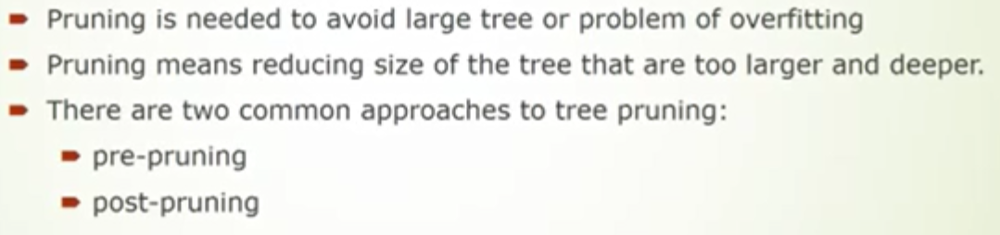 Pruning is needed to avoid large tree or problem of overfitting
Pruning means reducing size of the tree that are too larger and deeper.
There are two common approaches to tree pruning:
pre-pruning
post-pruning